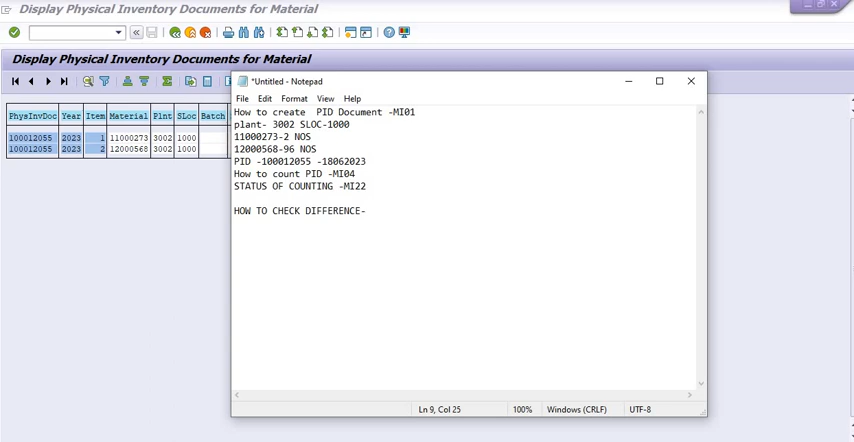 Display Physical Inventory Documents for Material
Display Physical Inventory Documents for Material
PhysInvDoc Year Item Material Plnt SLoc Batch
100012055 2023 1 11000273 3002 1000
100012055 2023 2 12000568 3002 1000
*Untitled - Notepad
File Edit Format View Help
How to create  PID Document -MI01
plant- 3002 SLOC-1000
11000273-2 NOS
12000568-96 NOS
PID -100012055 -18062023
How to count PID -MI04
STATUS OF COUNTING -MI22
HOW TO CHECK DIFFERENCE-
Ln 9, Col 25 100% Windows (CRLF) UTF-8